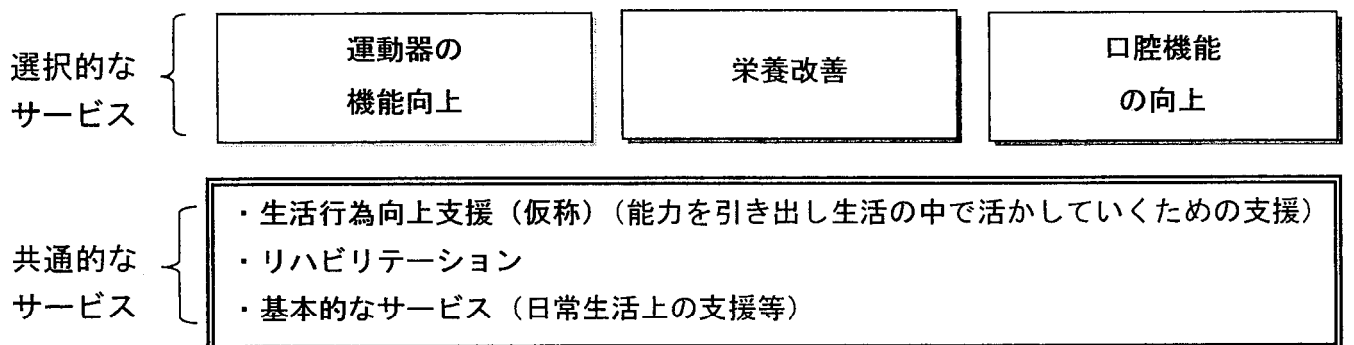 選択的な
サービス
運動器の
機能向上
栄養改善
口腔機能
の向上
共通的な
サービス
・生活行為向上支援（仮称）（能力を引き出し生活の中で活かしていくための支援）
・リハビリテーション
・基本的なサービス（日常生活上の支援等）